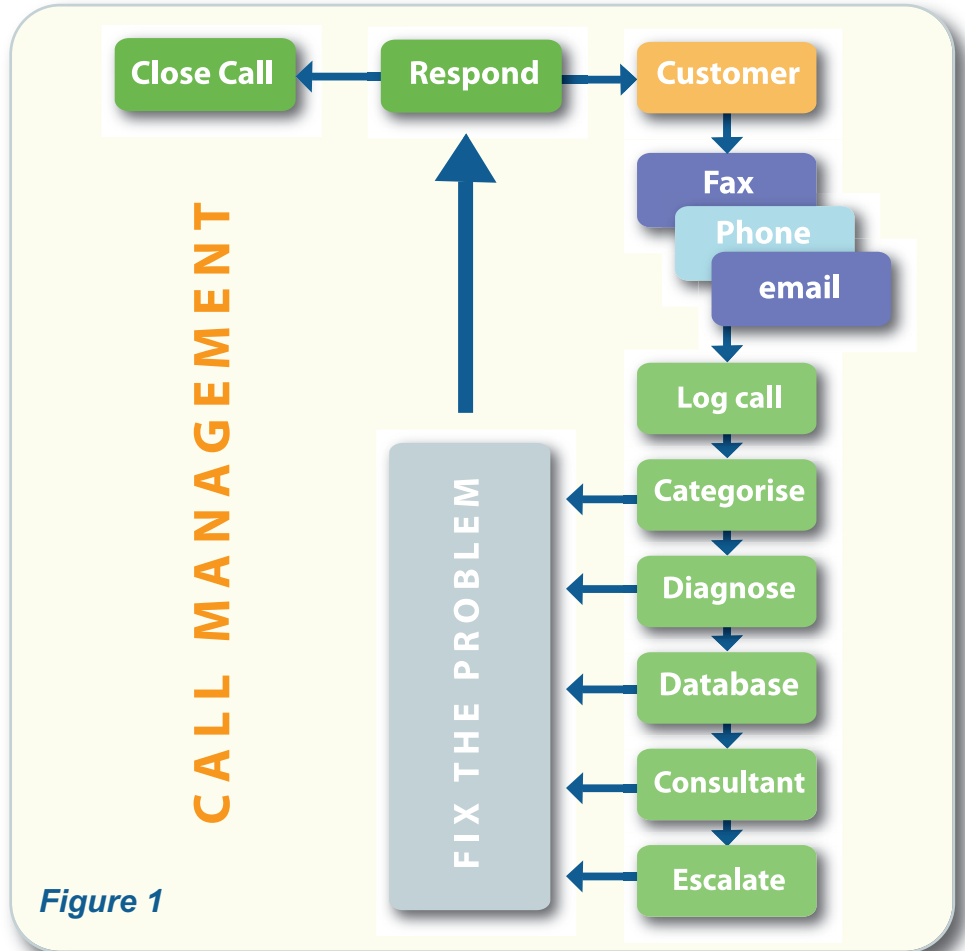 Close Call
Respond
Customer
Fax
Phone
email
Log call
Categorise
Diagnose
Database
Consultant
Escalate
FIX THE PROBLEM
CALL MANAGEMENT
Figure 1